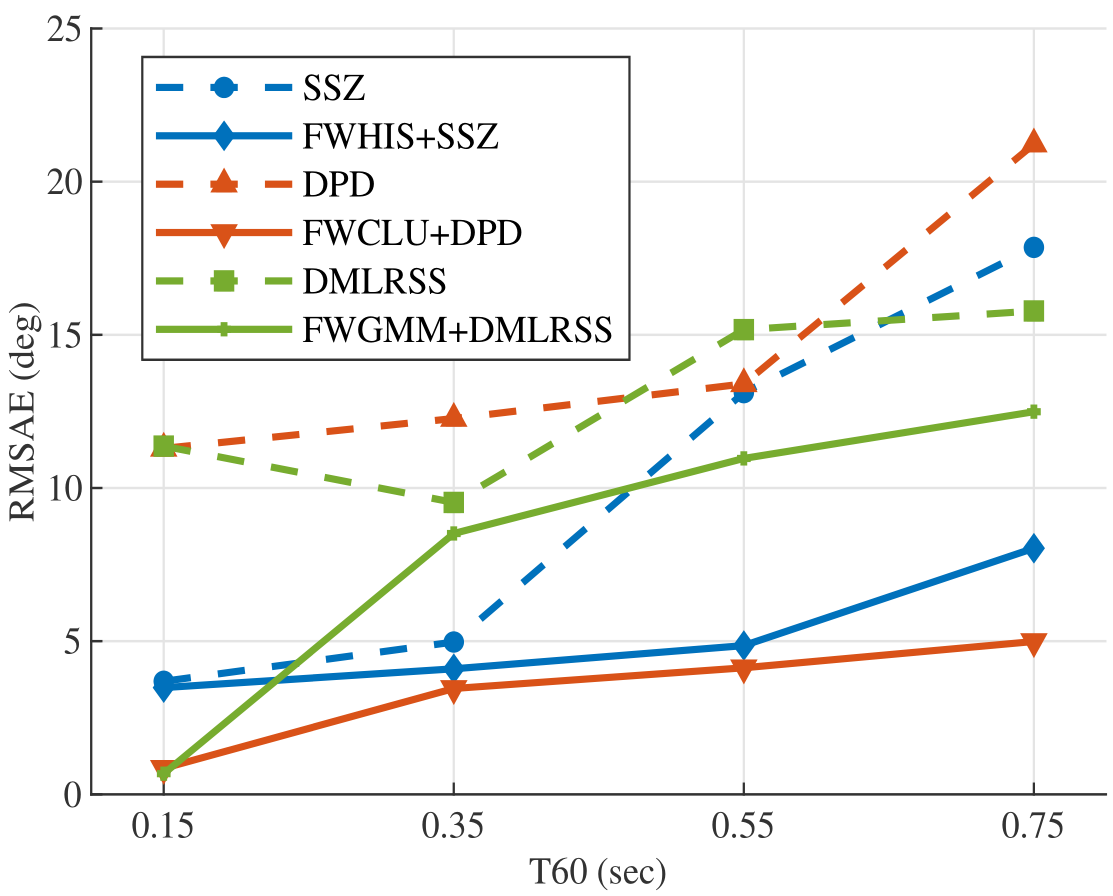 25
20
15
10
5
0
RMSAE (deg)
SSZ
FWHIS+SSZ
DPD
FWCLU+DPD
DMLRSS
FWGMM+DMLRSS
0.15 0.35 0.55 0.75
T60 (sec)